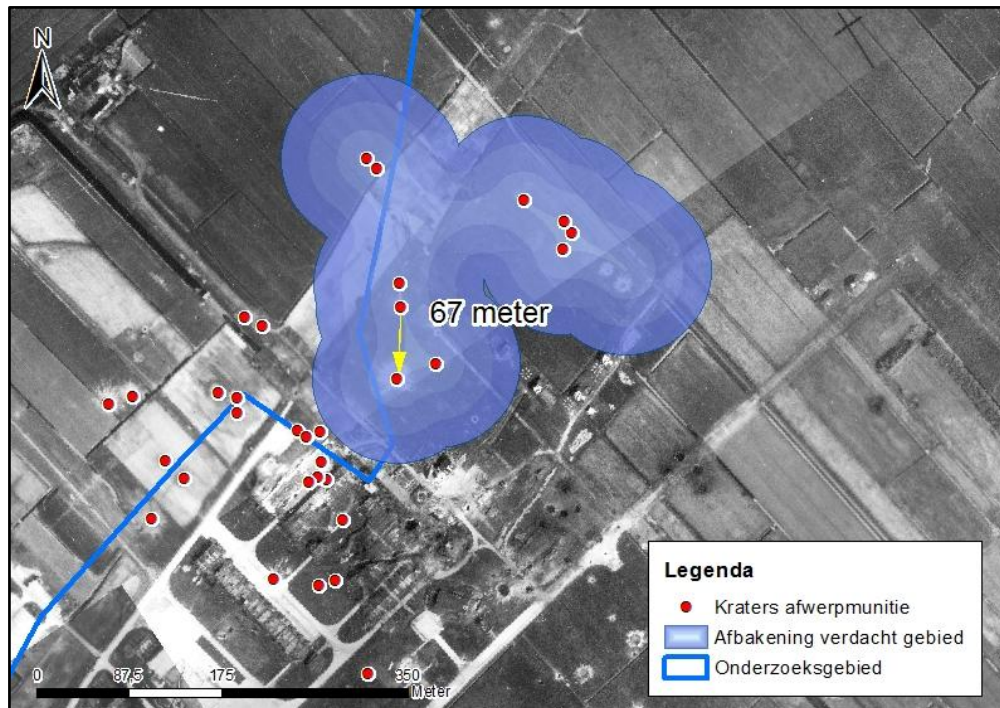 N
67 meter
Legenda
Kraters afwerpmunitie
Afbakening verdacht gebied
Onderzoeksgebied
0 87,5 175 350
Meter